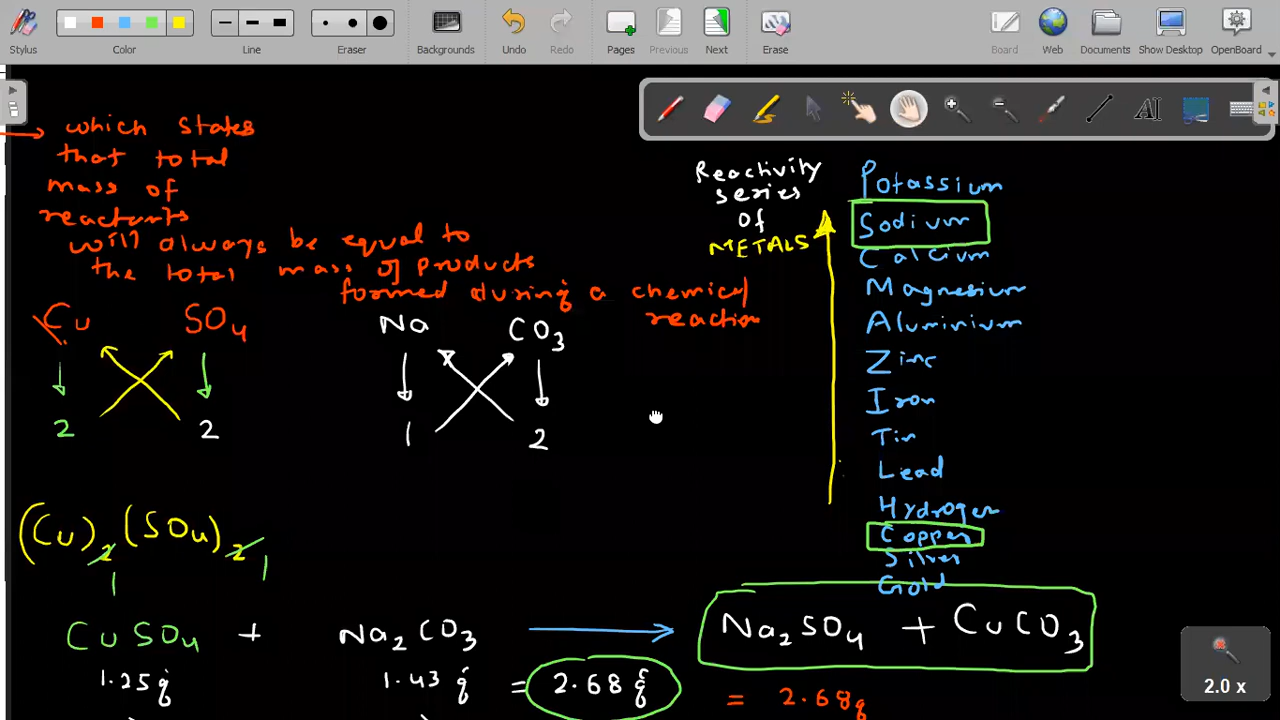 Stylus
Color
Line
Eraser
Backgrounds
Undo
Redo
Pages
Previous
Next
Erase
Board
Web
Documents
Show Desktop
OpenBoard
AI
which states
that total
mass of
reactants
will always be equal to
the total mass of products
formed during a chemical
reaction
Cu SO4
2 2
Na CO3
1 2
Reactivity
series
of
METALS
Potassium
Sodium
Calcium
Magnesium
Aluminium
Zinc
Iron
Tin
Lead
Hydrogen
Copper
Silver
Gold
(Cu)2 (SO4)2
1 1
CuSO4 + Na2CO3 → Na2SO4 + CuCO3
1.25g 1.43g = 2.68g = 2.68g
2.0 x